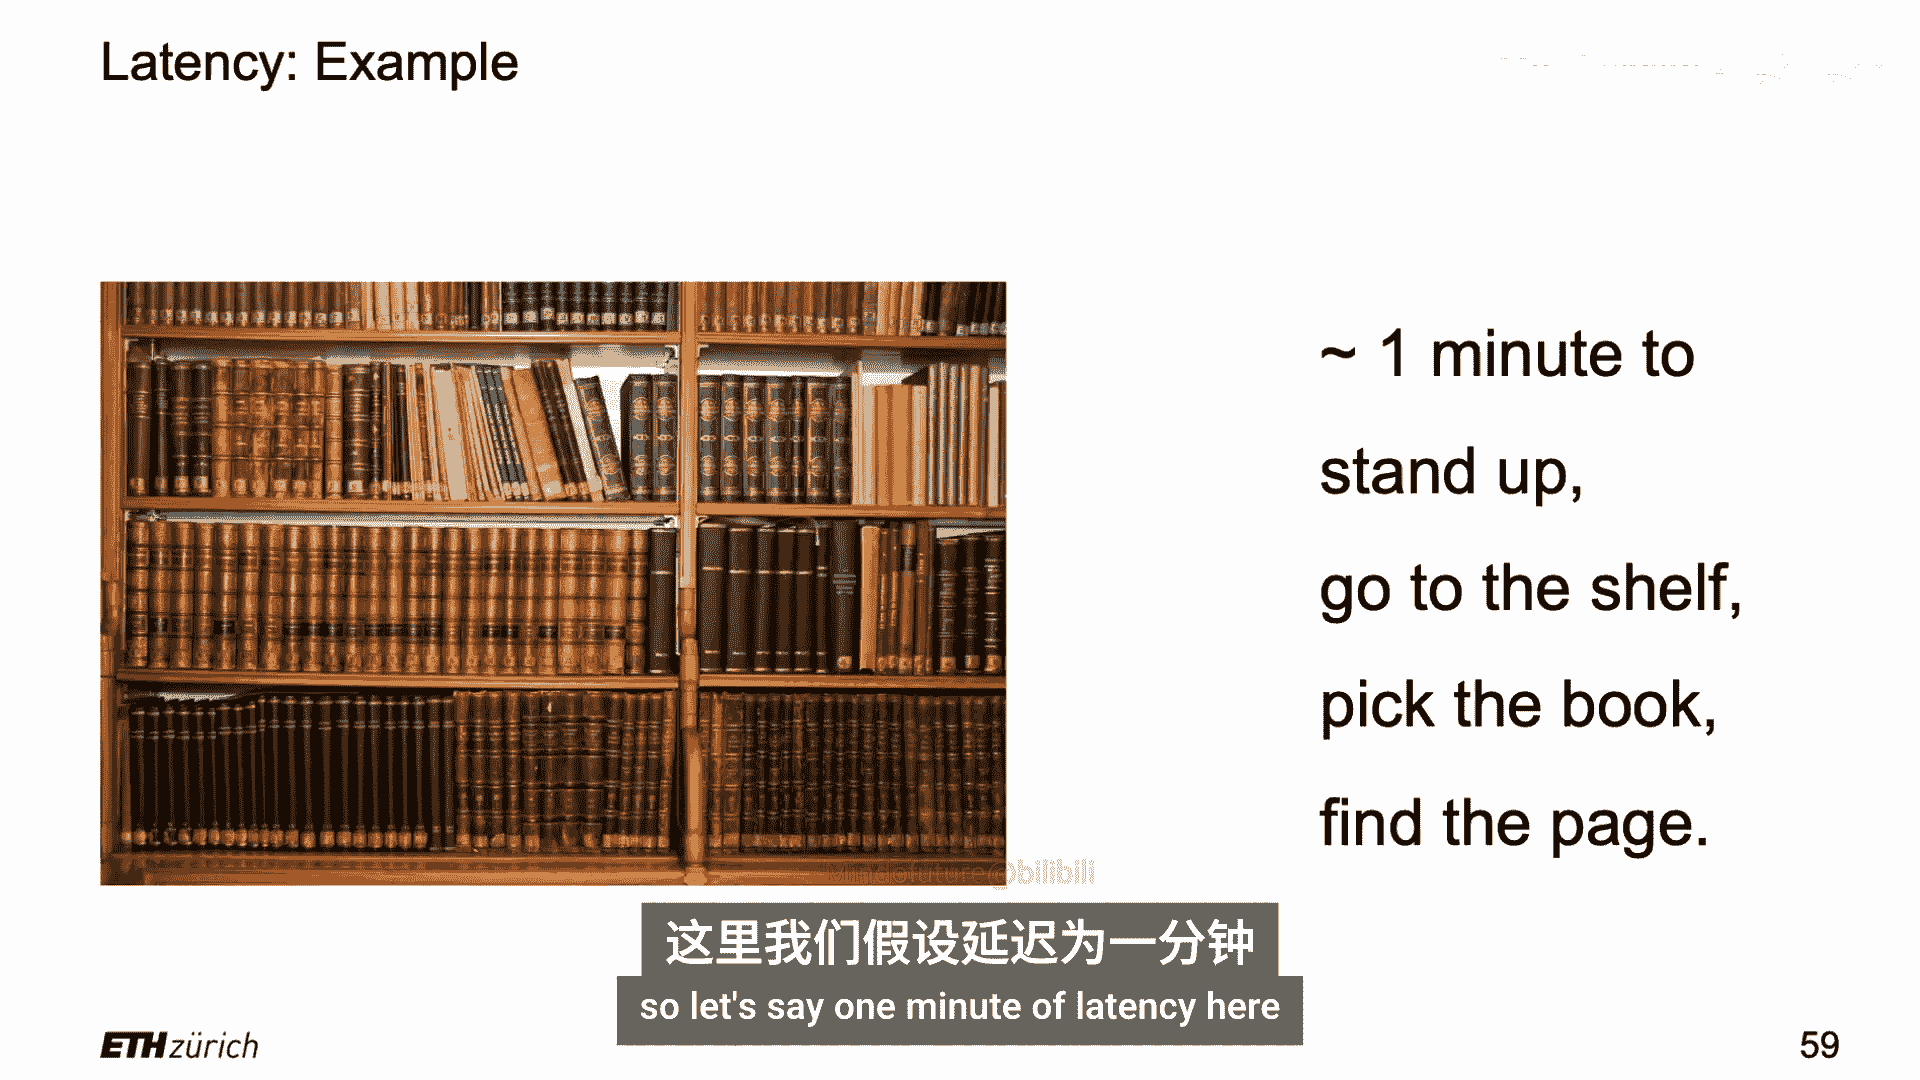 Latency: Example
~ 1 minute to
stand up,
go to the shelf,
pick the book,
find the page.
Mindofuture@bilibili
这里我们假设延迟为一分钟
so let's say one minute of latency here
ETH zürich
59